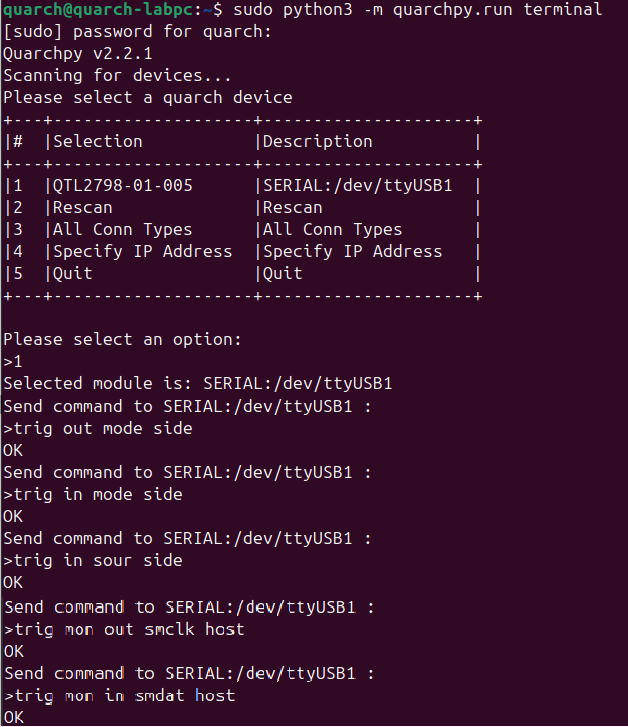 quarch@quarch-labpc:~$ sudo python3 -m quarchpy.run terminal
[sudo] password for quarch:
Quarchpy v2.2.1
Scanning for devices...
Please select a quarch device
+---+--------------------+---------------------+
|#  |Selection           |Description          |
+---+--------------------+---------------------+
|1  |QTL2798-01-005      |SERIAL:/dev/ttyUSB1  |
|2  |Rescan              |Rescan               |
|3  |All Conn Types      |All Conn Types       |
|4  |Specify IP Address  |Specify IP Address   |
|5  |Quit                |Quit                 |
+---+--------------------+---------------------+
Please select an option:
>1
Selected module is: SERIAL:/dev/ttyUSB1
Send command to SERIAL:/dev/ttyUSB1 :
>trig out mode side
OK
Send command to SERIAL:/dev/ttyUSB1 :
>trig in mode side
OK
Send command to SERIAL:/dev/ttyUSB1 :
>trig in sour side
OK
Send command to SERIAL:/dev/ttyUSB1 :
>trig mon out smclk host
OK
Send command to SERIAL:/dev/ttyUSB1 :
>trig mon in smdat host
OK